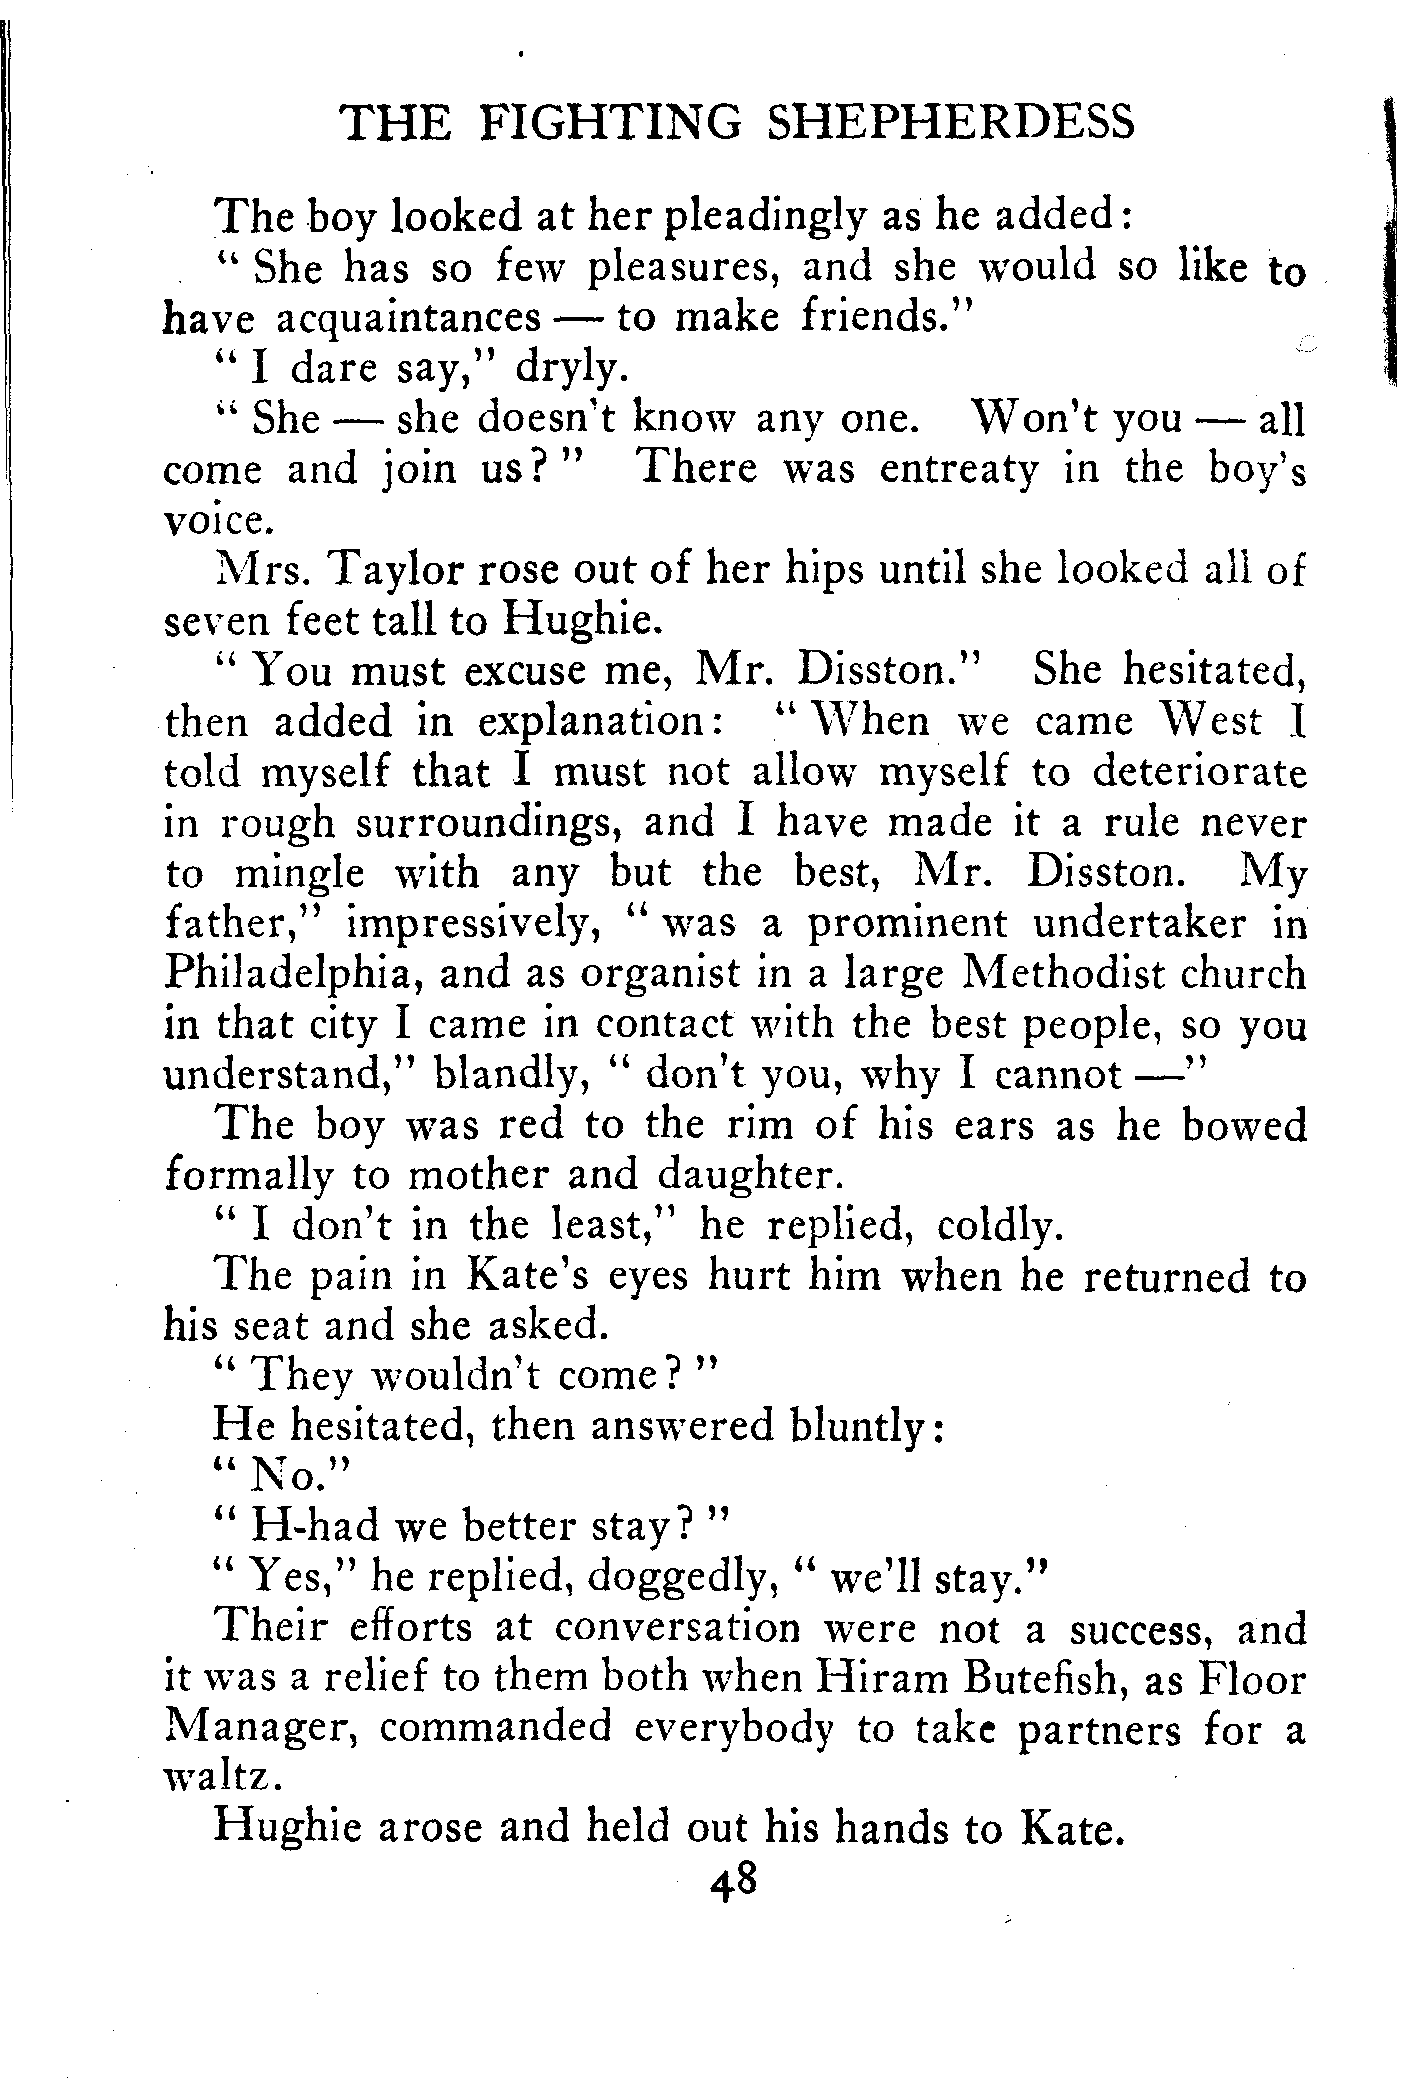 THE FIGHTING SHEPHERDESS
The boy looked at her pleadingly as he added:
“ She has so few pleasures, and she would so like to
have acquaintances — to make friends.”
“ I dare say,” dryly.
“ She — she doesn't know any one. Won't you — all
come and join us? ” There was entreaty in the boy's
voice.
Mrs. Taylor rose out of her hips until she looked all of
seven feet tall to Hughie.
“ You must excuse me, Mr. Disston.” She hesitated,
then added in explanation: “ When we came West I
told myself that I must not allow myself to deteriorate
in rough surroundings, and I have made it a rule never
to mingle with any but the best, Mr. Disston. My
father,” impressively, “ was a prominent undertaker in
Philadelphia, and as organist in a large Methodist church
in that city I came in contact with the best people, so you
understand,” blandly, “ don't you, why I cannot —”
The boy was red to the rim of his ears as he bowed
formally to mother and daughter.
“ I don't in the least,” he replied, coldly.
The pain in Kate's eyes hurt him when he returned to
his seat and she asked.
“ They wouldn't come? ”
He hesitated, then answered bluntly:
“ No.”
“ H-had we better stay? ”
“ Yes,” he replied, doggedly, “ we'll stay.”
Their efforts at conversation were not a success, and
it was a relief to them both when Hiram Butefish, as Floor
Manager, commanded everybody to take partners for a
waltz.
Hughie arose and held out his hands to Kate.
48